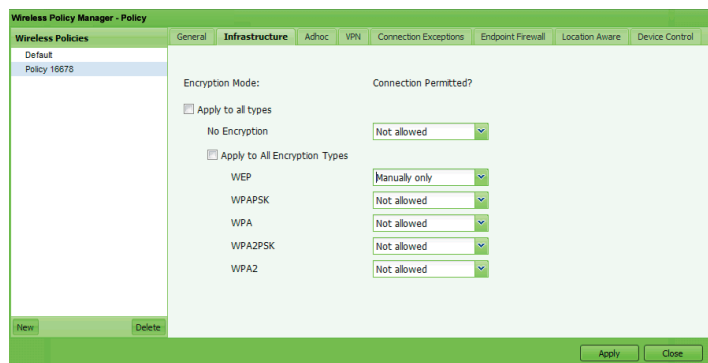 Wireless Policy Manager - Policy
Wireless Policies
General Infrastructure Adhoc VPN Connection Exceptions Endpoint Firewall Location Aware Device Control
Default
Policy 16678
Encryption Mode: Connection Permitted?
Apply to all types
No Encryption Not allowed
Apply to All Encryption Types
WEP Manually only
WPAPSK Not allowed
WPA Not allowed
WPA2PSK Not allowed
WPA2 Not allowed
New Delete
Apply Close